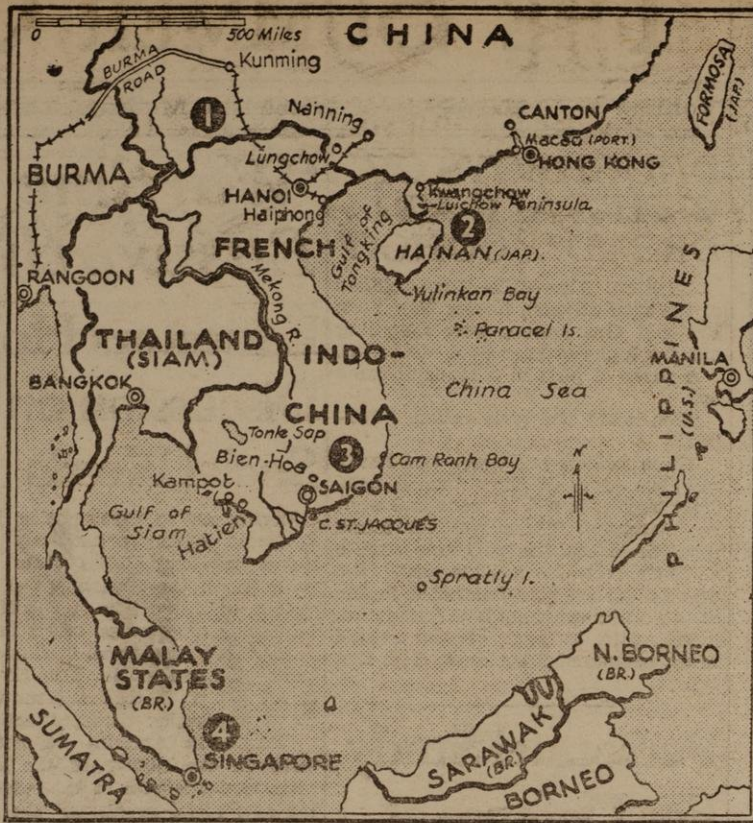 0 500 Miles
CHINA
BURMA
ROAD
Kunming
1
Nanning
Lungchow
CANTON
Macao (PORT.)
HONG KONG
FORMOSA
(JAP.)
BURMA
HANOI
Haiphong
Kwangchow
Luichow Peninsula
2
Gulf of
Tongking
HAINAN (JAP).
FRENCH
Mekong R.
Yulinkan Bay
RANGOON
Paracel Is.
THAILAND
(SIAM)
INDO-
CHINA
PHILIPPINES
(U.S.)
MANILA
BANGKOK
China Sea
Tonle Sap
3
Bien-Hoa
Cam Ranh Bay
N
Kampot
SAIGON
Gulf of
Siam
Hatien
C. ST. JACQUES
Spratly I.
MALAY
STATES
(BR.)
N. BORNEO
(BR.)
SUMATRA
4
SINGAPORE
SARAWAK
(BR.)
BORNEO